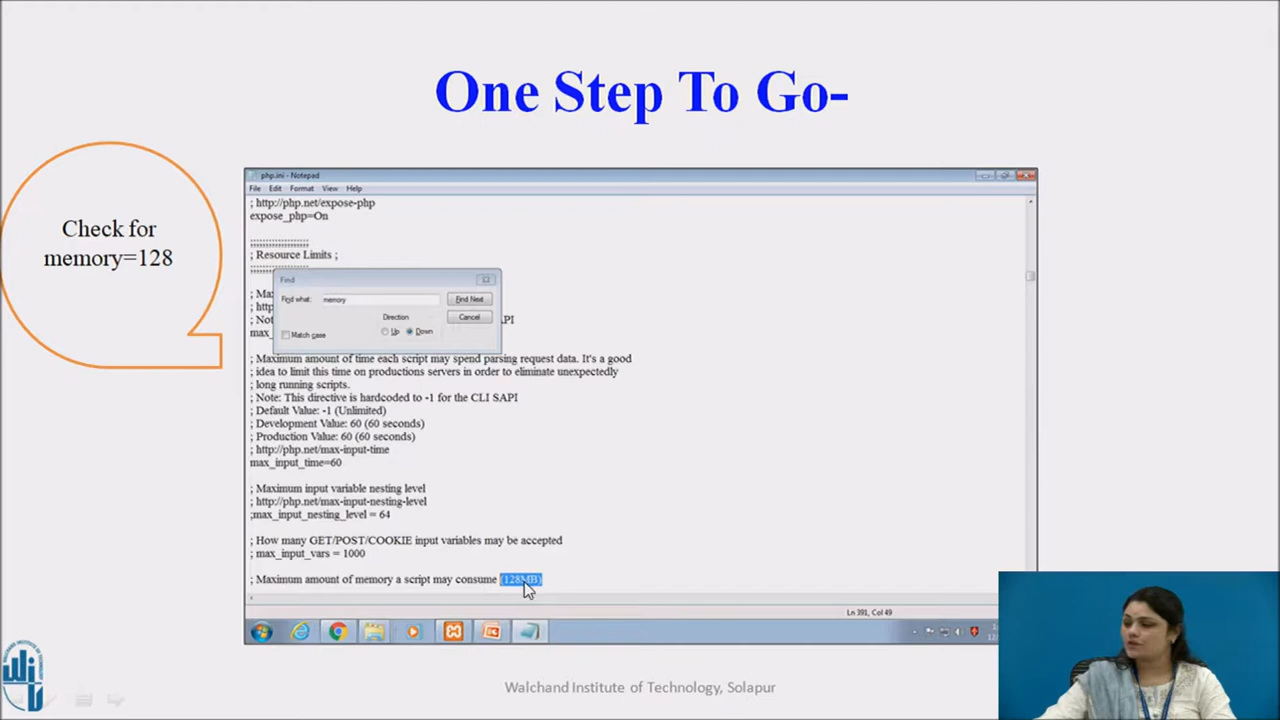 One Step To Go-
Check for
memory=128
php.ini - Notepad
File Edit Format View Help
; http://php.net/expose-php
expose_php=On
;;;;;;;;;;;;;;;;;;;
; Resource Limits ;
;;;;;;;;;;;;;;;;;;;
Find
Find what: memory
Find Next
Direction
Cancel
Match case
Up Down
; Maximum amount of time each script may spend parsing request data. It's a good
; idea to limit this time on productions servers in order to eliminate unexpectedly
; long running scripts.
; Note: This directive is hardcoded to -1 for the CLI SAPI
; Default Value: -1 (Unlimited)
; Development Value: 60 (60 seconds)
; Production Value: 60 (60 seconds)
; http://php.net/max-input-time
max_input_time=60
; Maximum input variable nesting level
; http://php.net/max-input-nesting-level
;max_input_nesting_level = 64
; How many GET/POST/COOKIE input variables may be accepted
; max_input_vars = 1000
; Maximum amount of memory a script may consume (128MB)
Ln 391, Col 49
Walchand Institute of Technology, Solapur